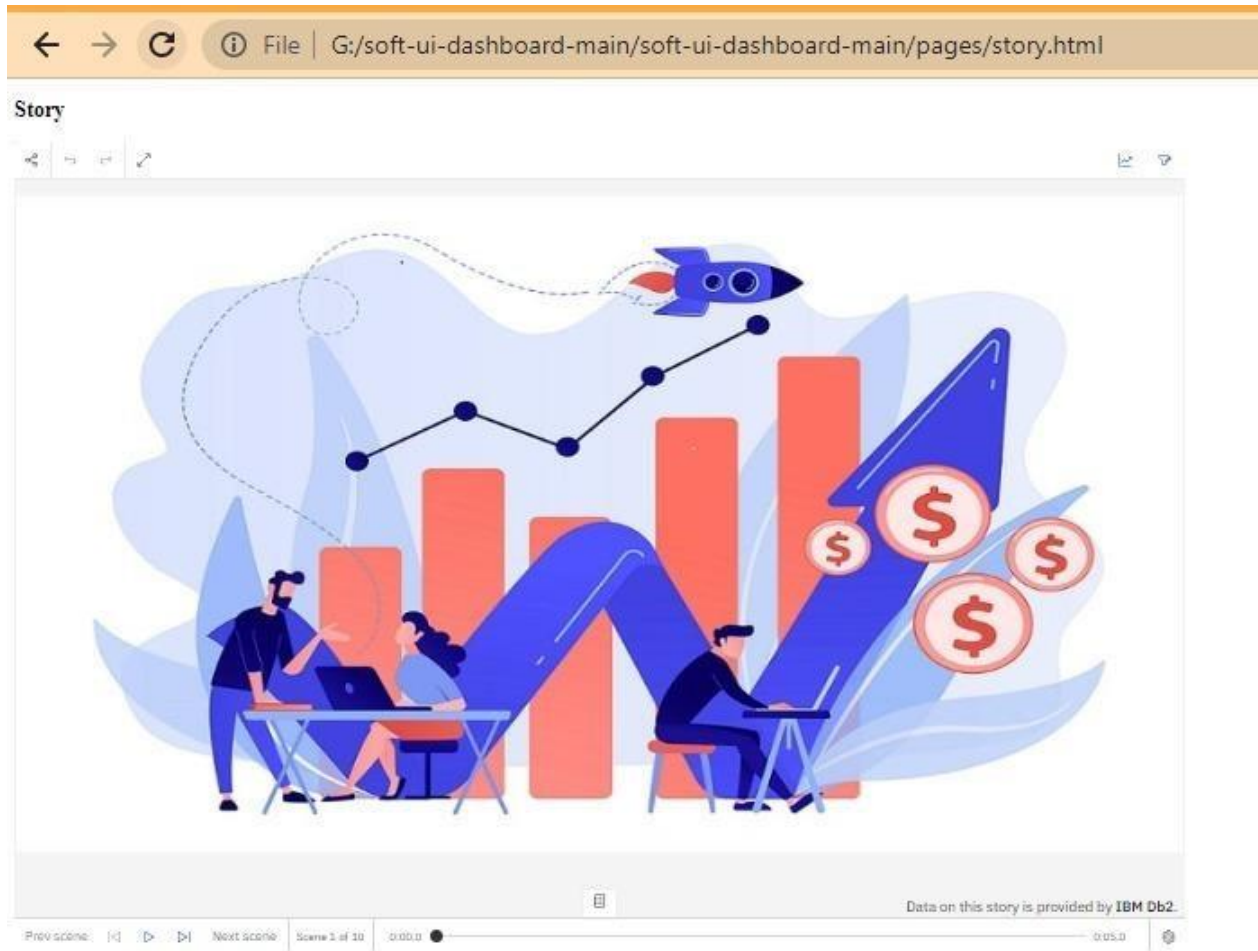 File | G:/soft-ui-dashboard-main/soft-ui-dashboard-main/pages/story.html
Story
$ $ $ $
Data on this story is provided by IBM Db2.
Prev scene Next scene Scene 1 of 10 0:00.0 0:05.0